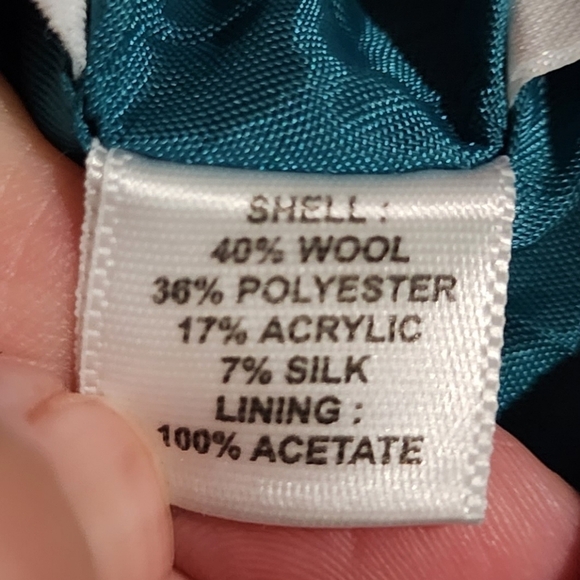 SHELL :
40% WOOL
36% POLYESTER
17% ACRYLIC
7% SILK
LINING :
100% ACETATE